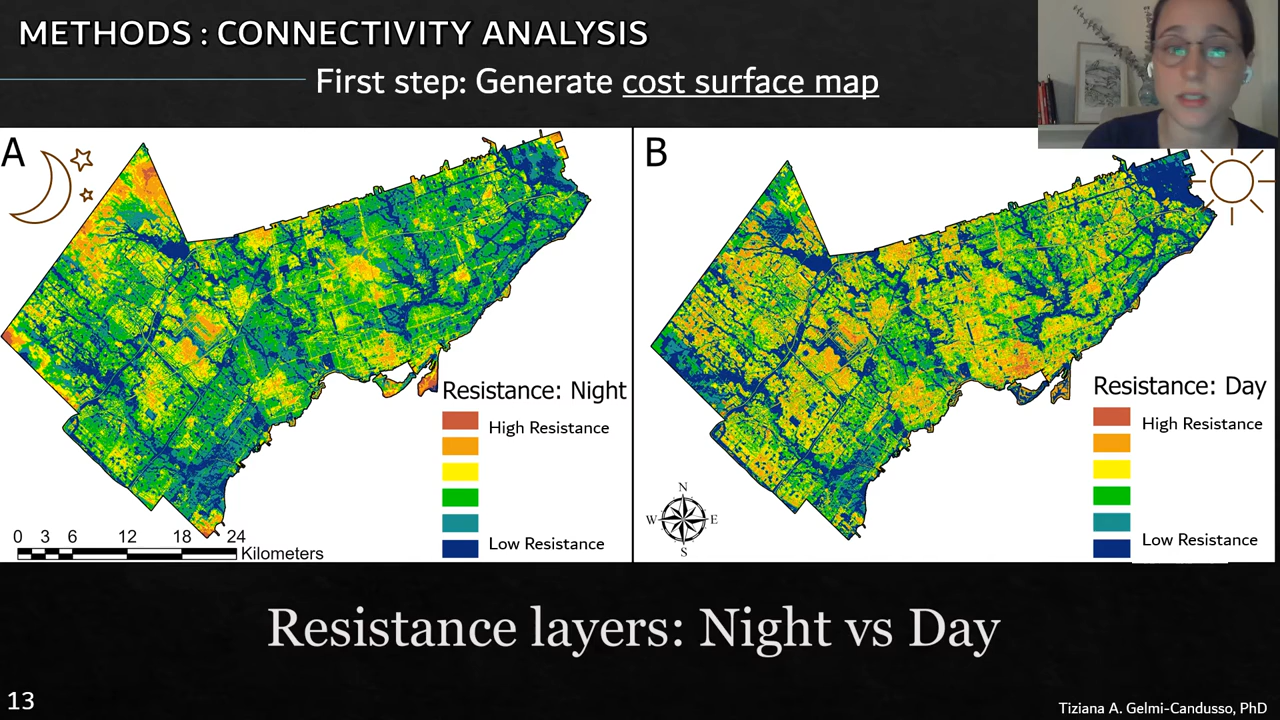 METHODS : CONNECTIVITY ANALYSIS
First step: Generate cost surface map
A
B
Resistance: Night
High Resistance
Low Resistance
0 3 6 12 18 24
Kilometers
Resistance: Day
High Resistance
Low Resistance
N
W E
S
Resistance layers: Night vs Day
13
Tiziana A. Gelmi-Candusso, PhD